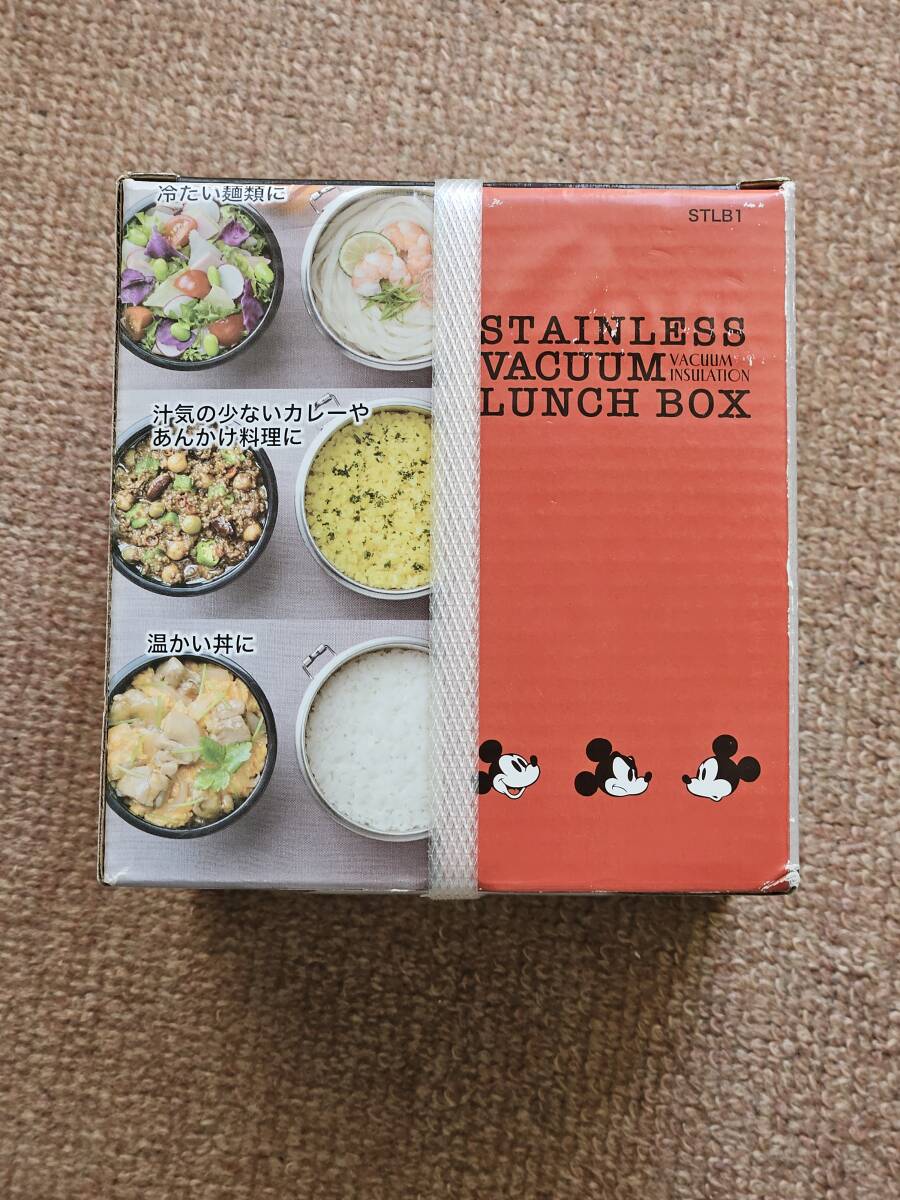 冷たい麺類に
汁気の少ないカレーや
あんかけ料理に
温かい丼に
STLB1
STAINLESS
VACUUM VACUUM INSULATION
LUNCH BOX